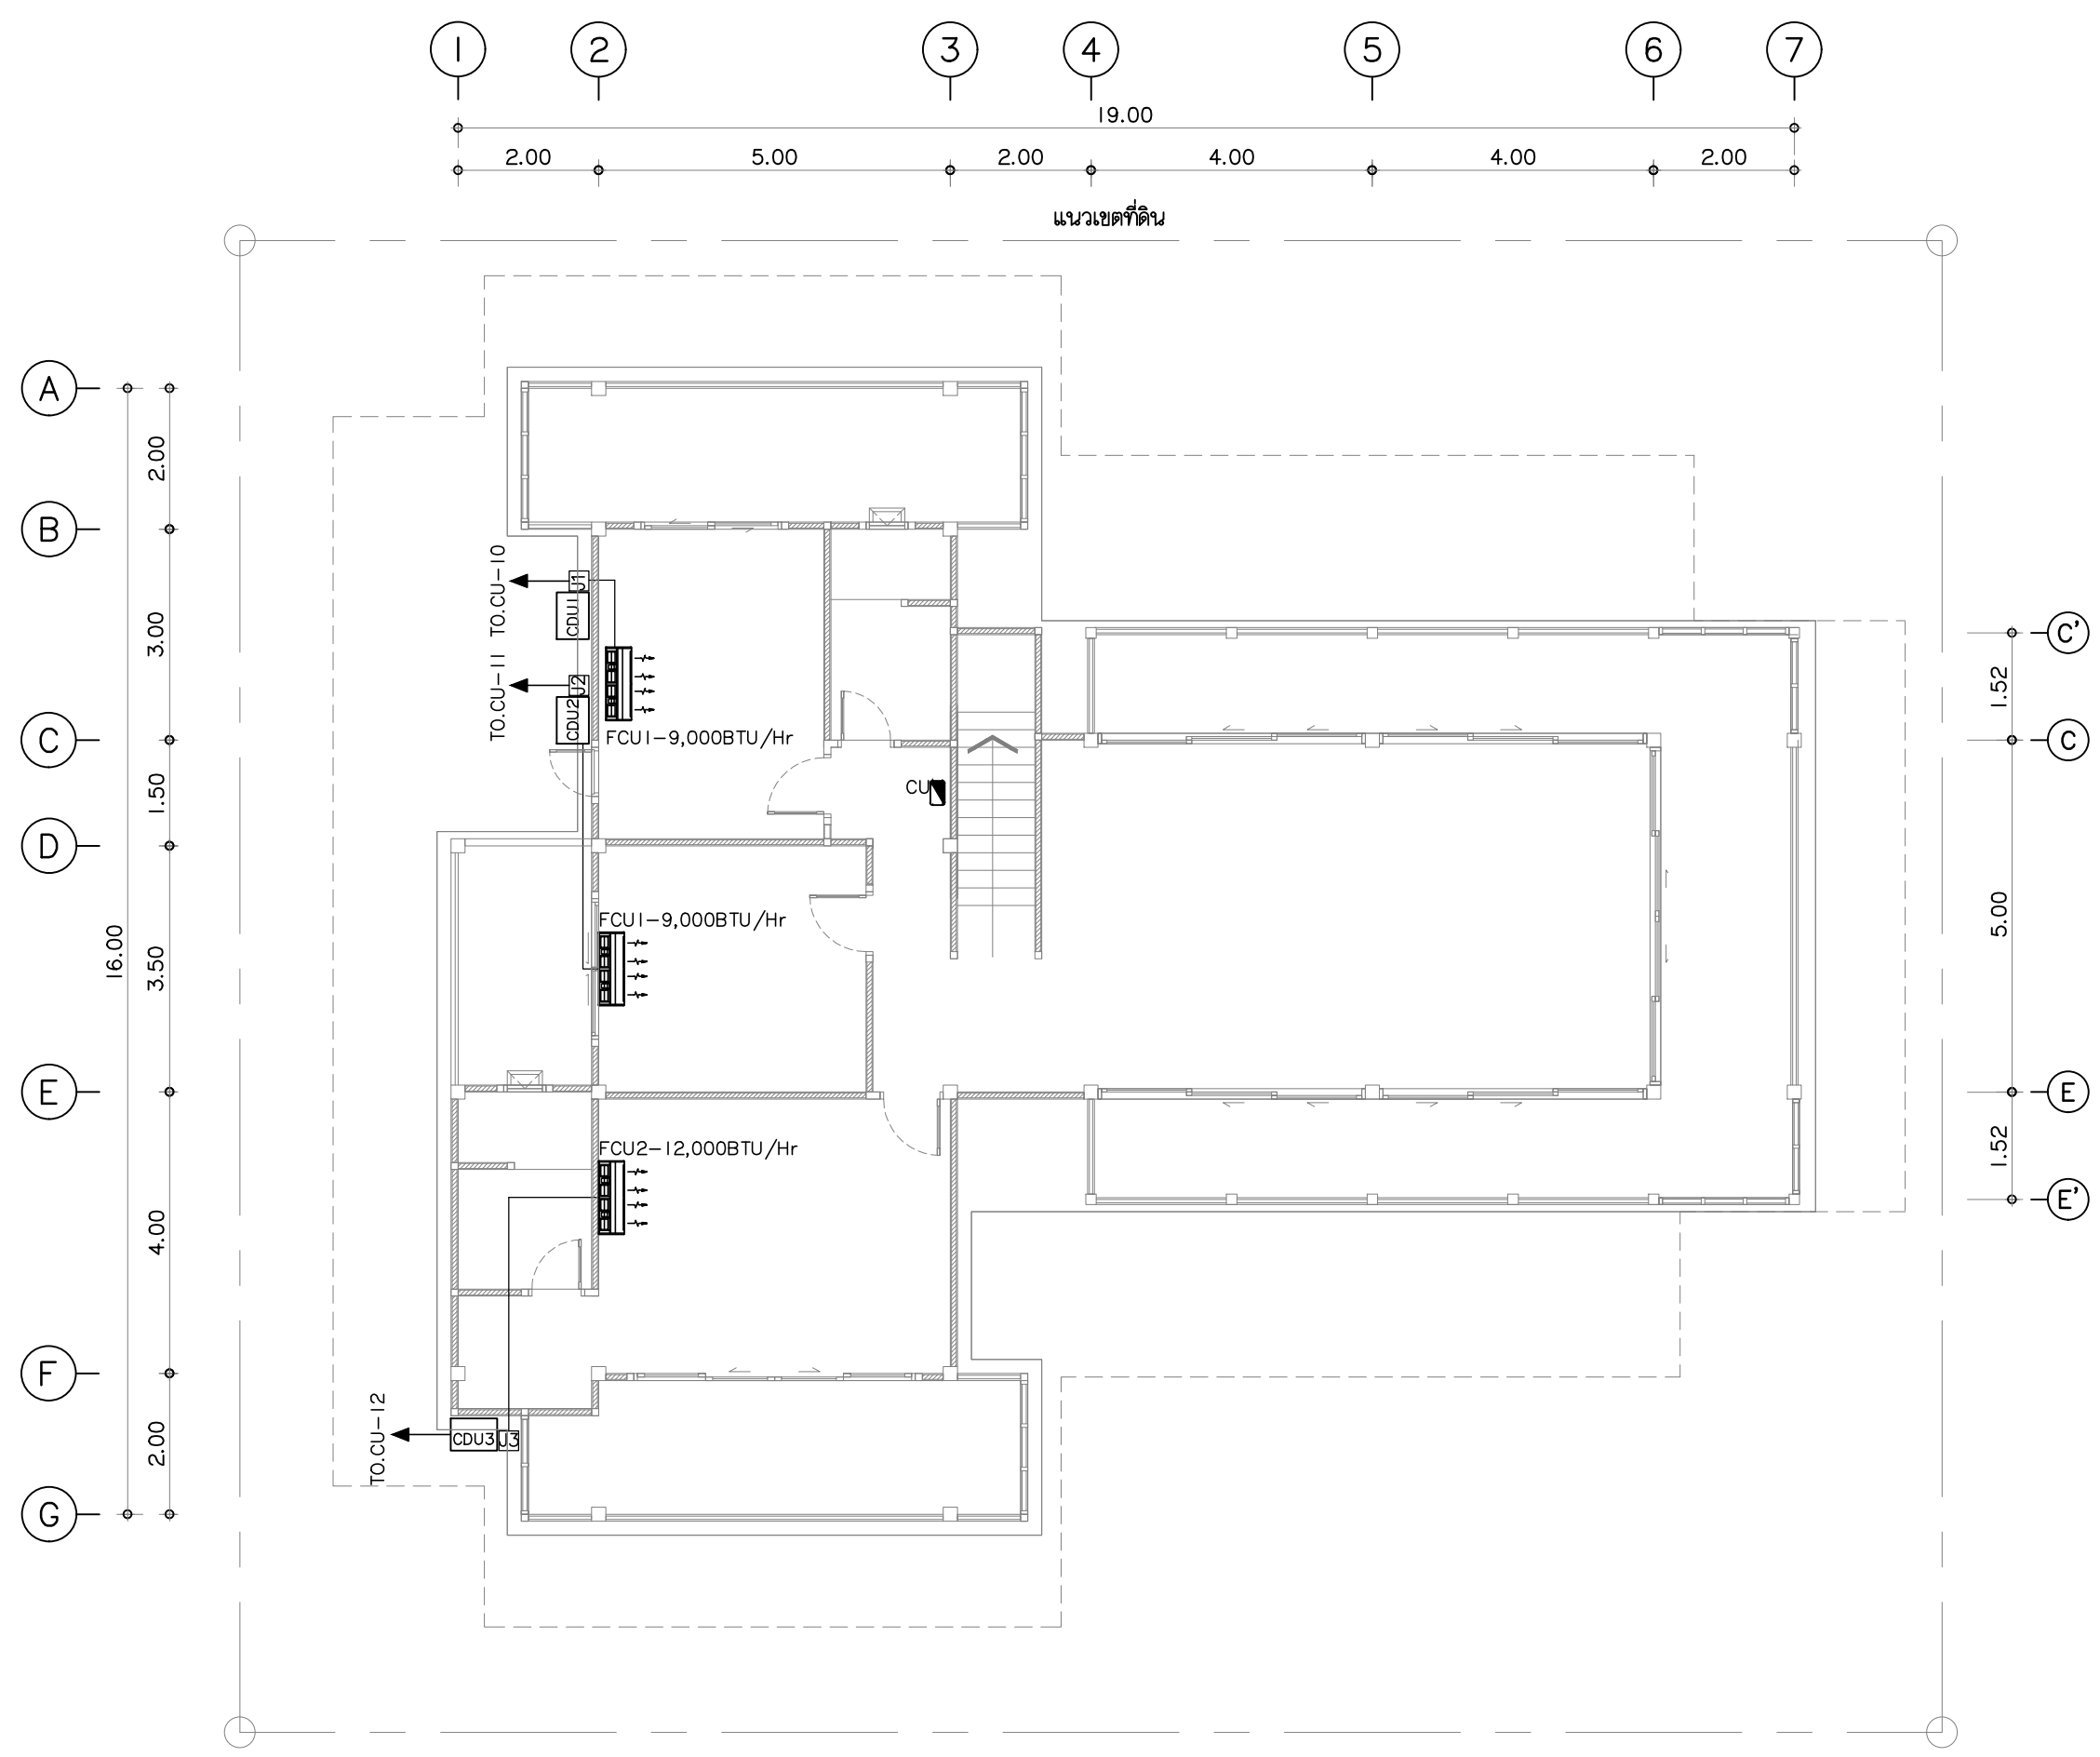 1 2 3 4 5 6 7
19.00
2.00 5.00 2.00 4.00 4.00 2.00
แนวเขตที่ดิน
A
2.00
B
TO.CU-10
J1
CDU1
3.00
C'
1.52
TO.CU-11
J2
CDU2
FCU1-9,000BTU/Hr
C
C
1.50
CU
D
16.00
3.50
FCU1-9,000BTU/Hr
5.00
E
E
FCU2-12,000BTU/Hr
1.52
E'
4.00
F
TO.CU-12
CDU3
J3
2.00
G